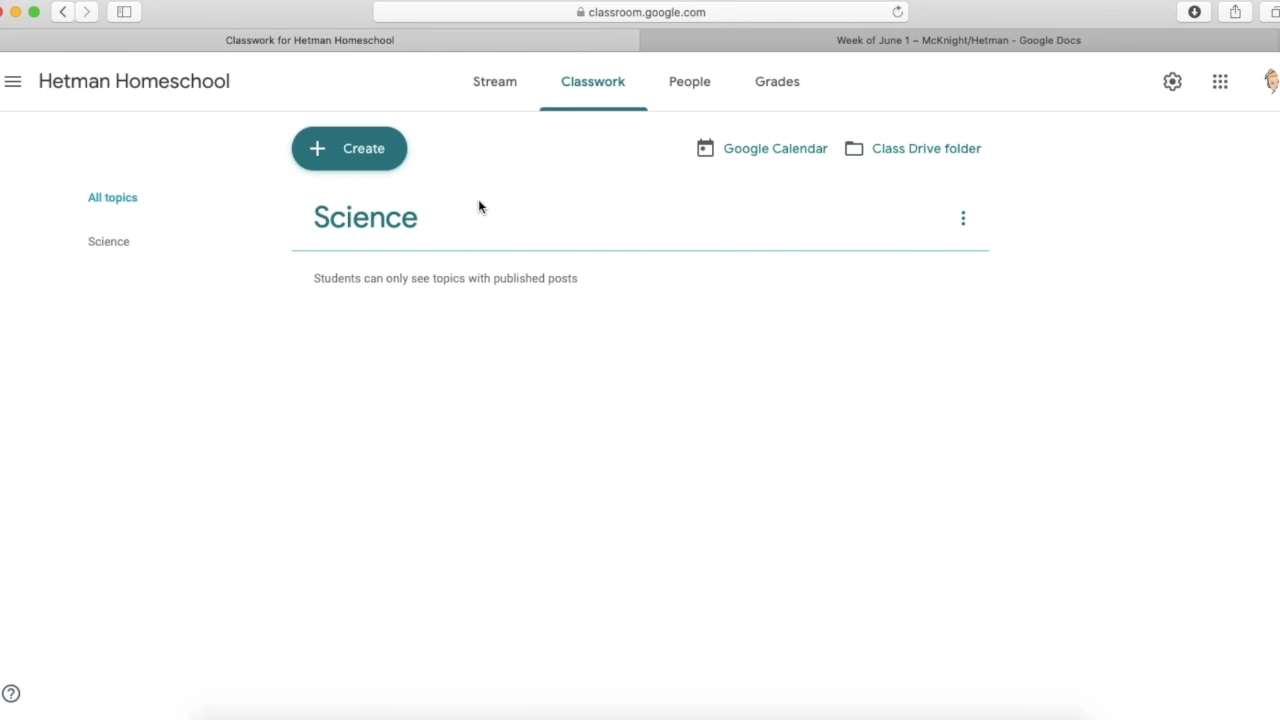 classroom.google.com
Classwork for Hetman Homeschool
Week of June 1 ~ McKnight/Hetman - Google Docs
Hetman Homeschool
Stream
Classwork
People
Grades
Create
Google Calendar
Class Drive folder
All topics
Science
Science
Students can only see topics with published posts